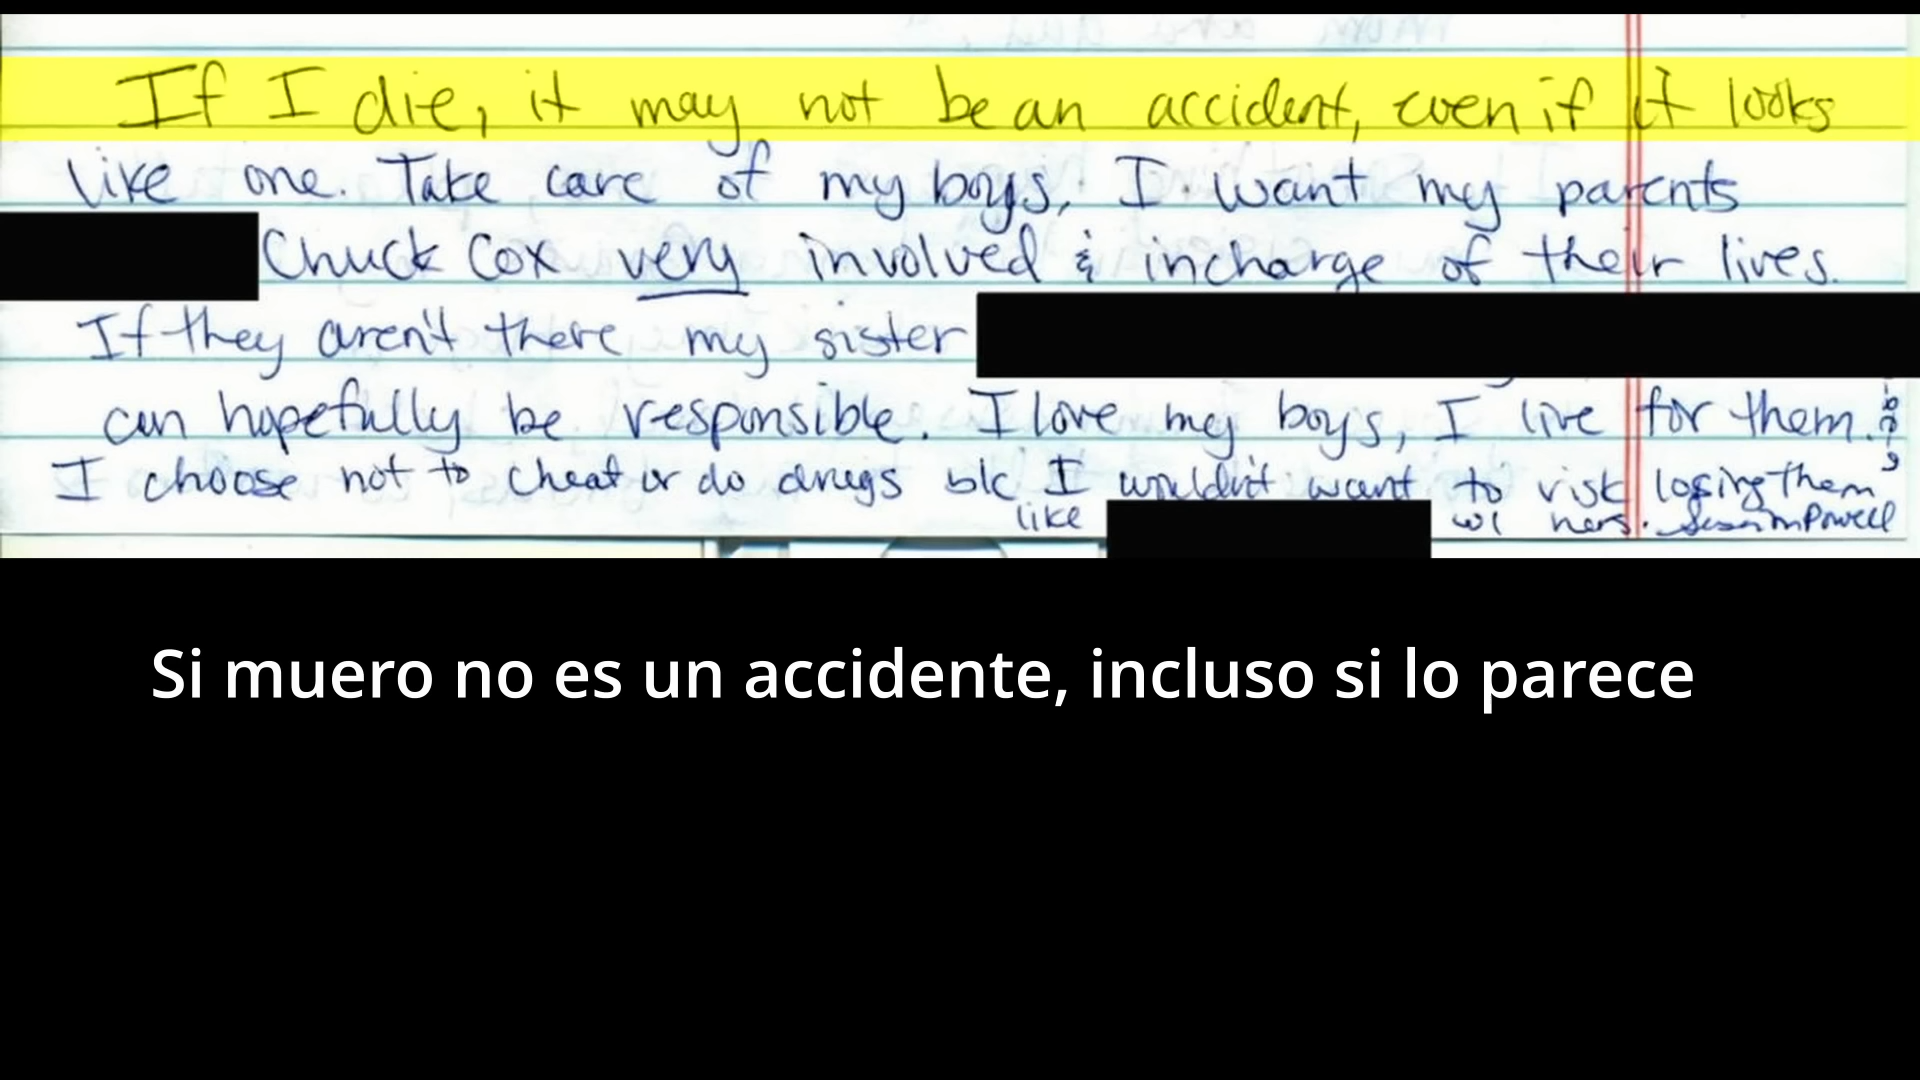 If I die, it may not be an accident, even if it looks
like one. Take care of my boys, I want my parents
Chuck Cox very involved & incharge of their lives.
If they aren't there my sister
can hopefully be responsible. I love my boys, I live for them.
I choose not to cheat or do drugs b/c I wouldn't want to risk losing them
like w/ hers. Susan Powell
Si muero no es un accidente, incluso si lo parece